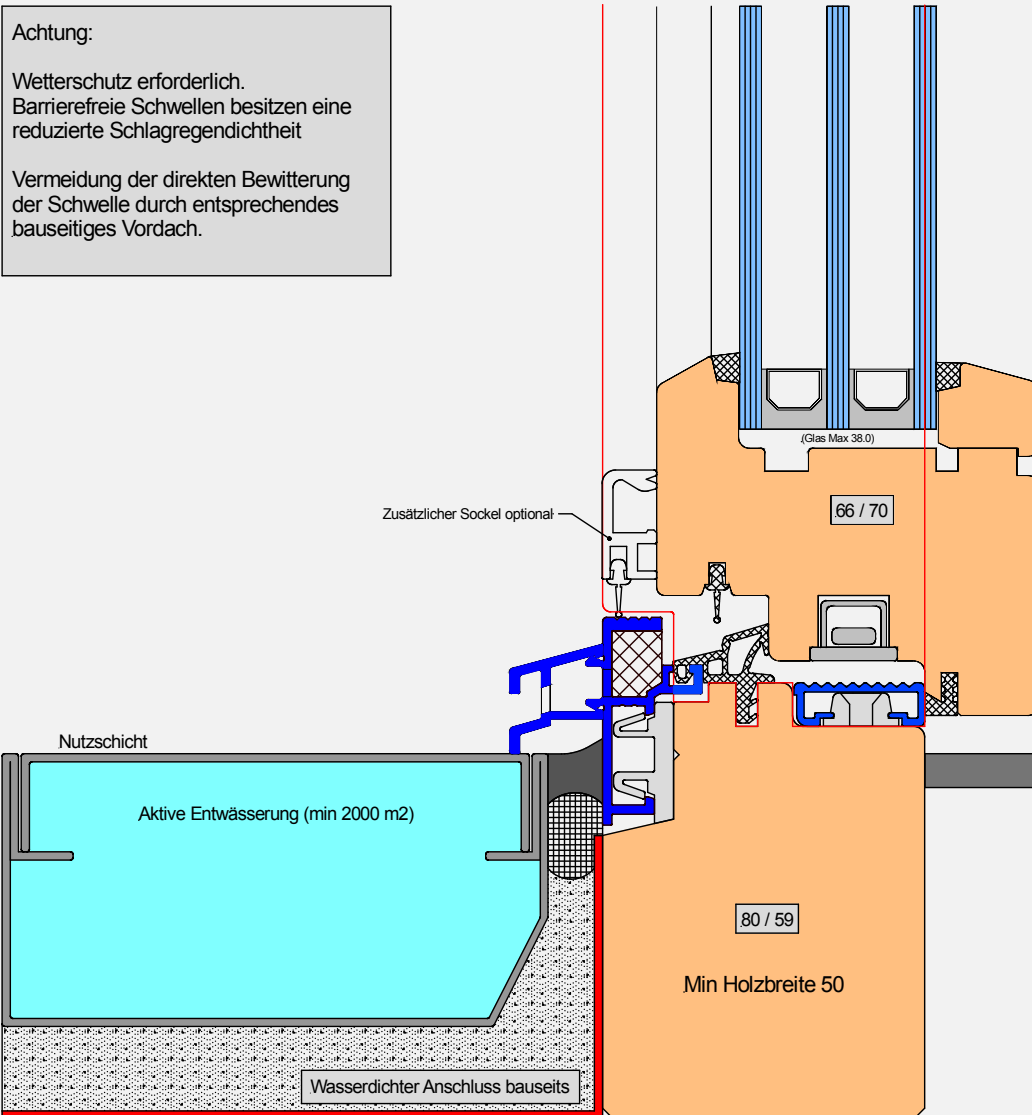 Achtung:
Wetterschutz erforderlich.
Barrierefreie Schwellen besitzen eine
reduzierte Schlagregendichtheit
Vermeidung der direkten Bewitterung
der Schwelle durch entsprechendes
bauseitiges Vordach.
(Glas Max 38.0)
66 / 70
Zusätzlicher Sockel optional
Nutzschicht
Aktive Entwässerung (min 2000 m2)
80 / 59
Min Holzbreite 50
Wasserdichter Anschluss bauseits